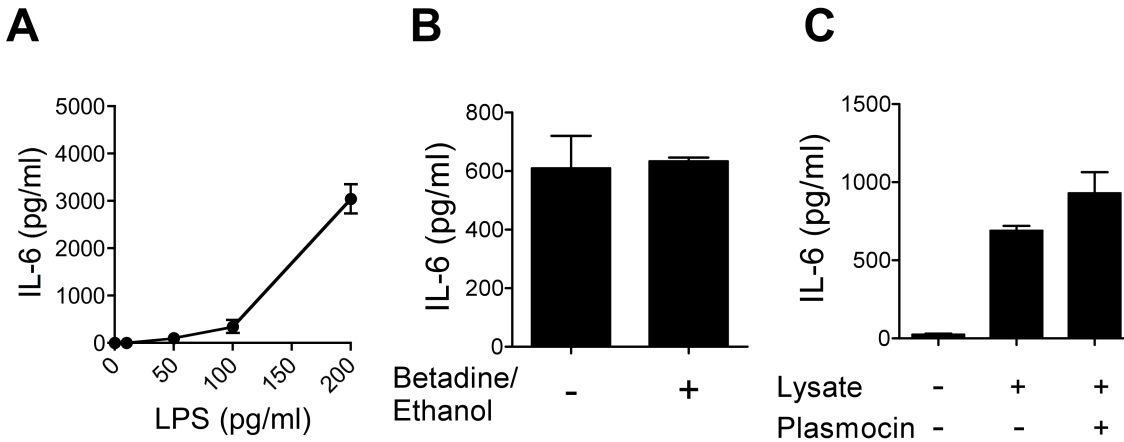 A
IL-6 (pg/ml)
5000
4000
3000
2000
1000
0
0
50
100
150
200
LPS (pg/ml)
B
IL-6 (pg/ml)
800
600
400
200
0
Betadine/
Ethanol
- +
C
IL-6 (pg/ml)
1500
1000
500
0
Lysate - + +
Plasmocin - - +